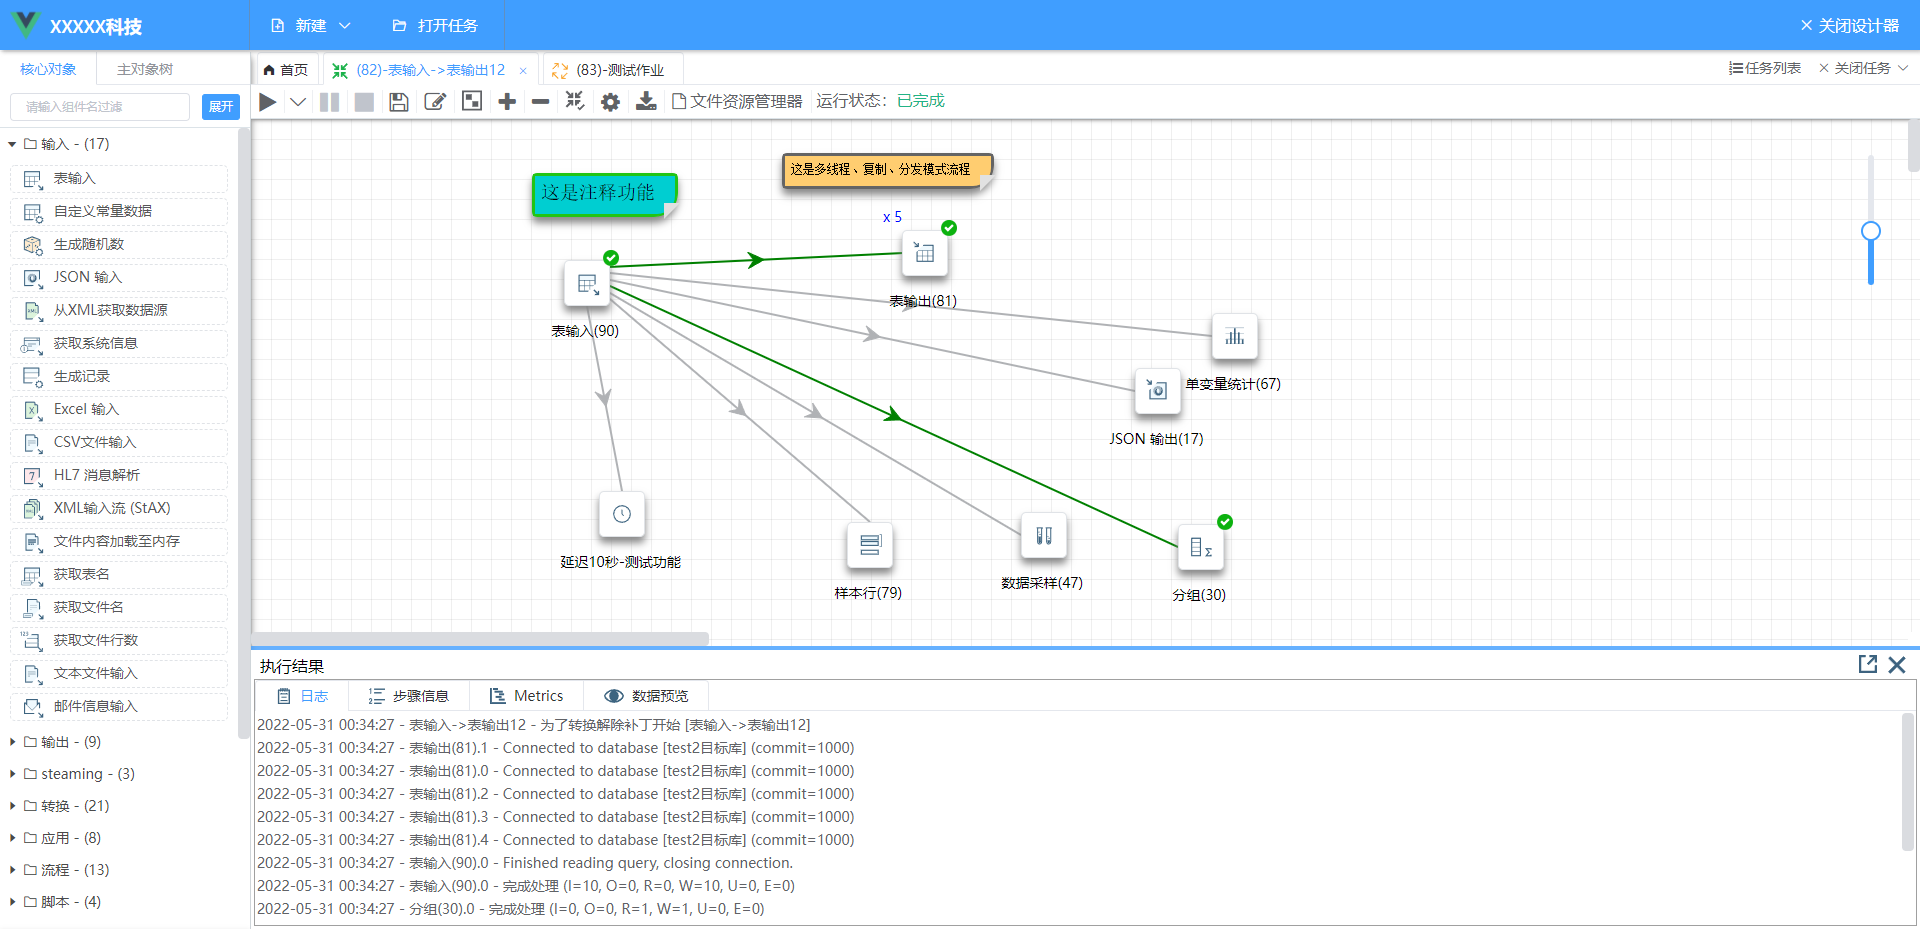 XXXXX科技
新建
打开任务
关闭设计器
核心对象
主对象树
首页
(82)-表输入->表输出12
(83)-测试作业
任务列表
关闭任务
请输入组件名过滤
展开
文件资源管理器
运行状态：
已完成
输入 - (17)
表输入
自定义常量数据
生成随机数
JSON 输入
从XML获取数据源
获取系统信息
生成记录
Excel 输入
CSV文件输入
HL7 消息解析
XML输入流 (StAX)
文件内容加载至内存
获取表名
获取文件名
获取文件行数
文本文件输入
邮件信息输入
输出 - (9)
steaming - (3)
转换 - (21)
应用 - (8)
流程 - (13)
脚本 - (4)
这是注释功能
这是多线程、复制、分发模式流程
x 5
表输出(81)
表输入(90)
单变量统计(67)
JSON 输出(17)
延迟10秒-测试功能
样本行(79)
数据采样(47)
分组(30)
执行结果
日志
步骤信息
Metrics
数据预览
2022-05-31 00:34:27 - 表输入->表输出12 - 为了转换解除补丁开始 [表输入->表输出12]
2022-05-31 00:34:27 - 表输出(81).1 - Connected to database [test2目标库] (commit=1000)
2022-05-31 00:34:27 - 表输出(81).0 - Connected to database [test2目标库] (commit=1000)
2022-05-31 00:34:27 - 表输出(81).2 - Connected to database [test2目标库] (commit=1000)
2022-05-31 00:34:27 - 表输出(81).3 - Connected to database [test2目标库] (commit=1000)
2022-05-31 00:34:27 - 表输出(81).4 - Connected to database [test2目标库] (commit=1000)
2022-05-31 00:34:27 - 表输入(90).0 - Finished reading query, closing connection.
2022-05-31 00:34:27 - 表输入(90).0 - 完成处理 (I=10, O=0, R=0, W=10, U=0, E=0)
2022-05-31 00:34:27 - 分组(30).0 - 完成处理 (I=0, O=0, R=1, W=1, U=0, E=0)